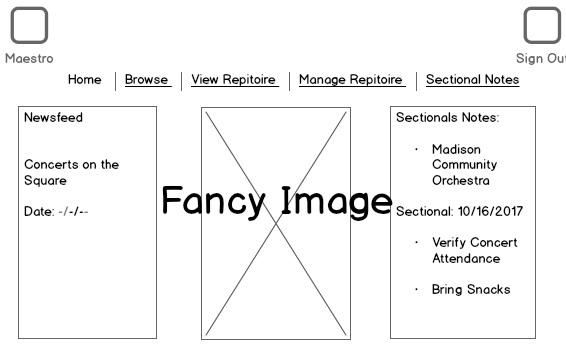 Maestro
Sign Out
Home Browse View Repitoire Manage Repitoire Sectional Notes
Newsfeed
Concerts on the
Square
Date: -/-/--
Fancy Image
Sectionals Notes:
· Madison
Community
Orchestra
Sectional: 10/16/2017
· Verify Concert
Attendance
· Bring Snacks